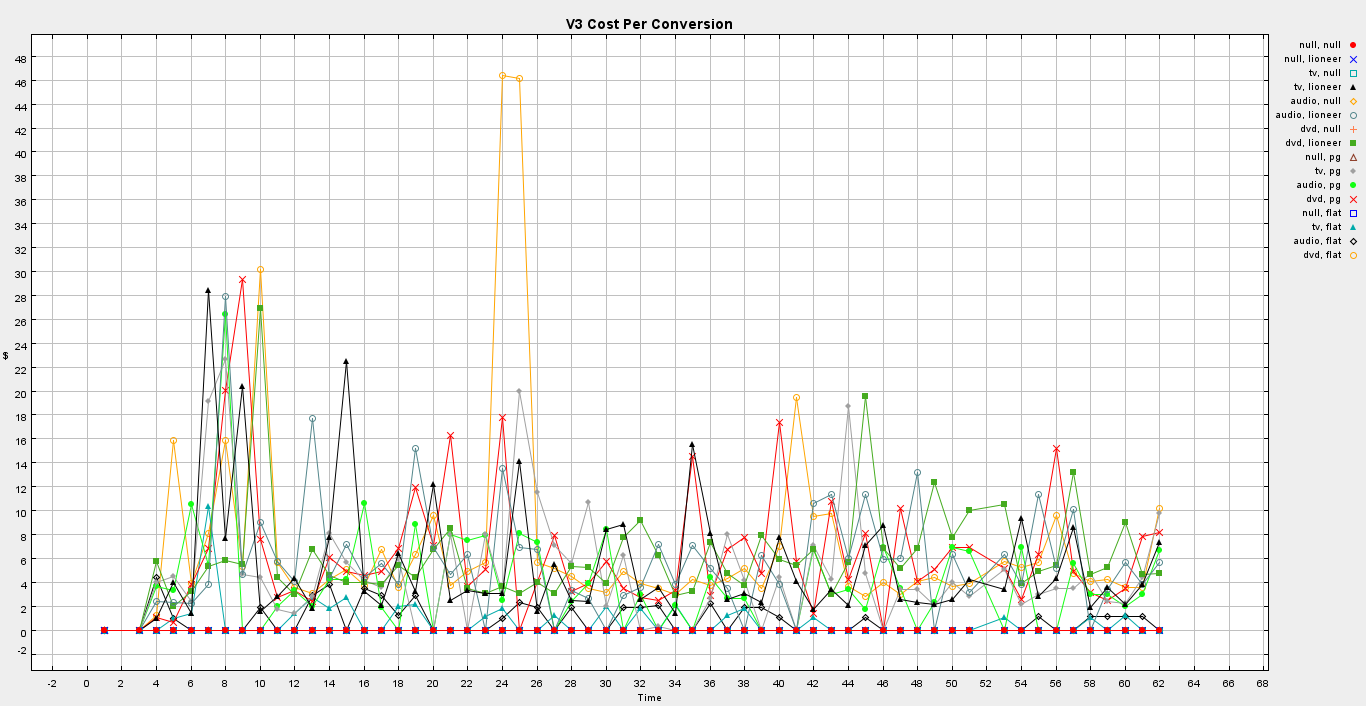 V3 Cost Per Conversion
null, null
null, lioneer
tv, null
tv, lioneer
audio, null
audio, lioneer
dvd, null
dvd, lioneer
null, pg
tv, pg
audio, pg
dvd, pg
null, flat
tv, flat
audio, flat
dvd, flat
48
46
44
42
40
38
36
34
32
30
28
26
24
22
20
18
16
14
12
10
8
6
4
2
0
-2
$
-2 0 2 4 6 8 10 12 14 16 18 20 22 24 26 28 30 32 34 36 38 40 42 44 46 48 50 52 54 56 58 60 62 64 66 68
Time